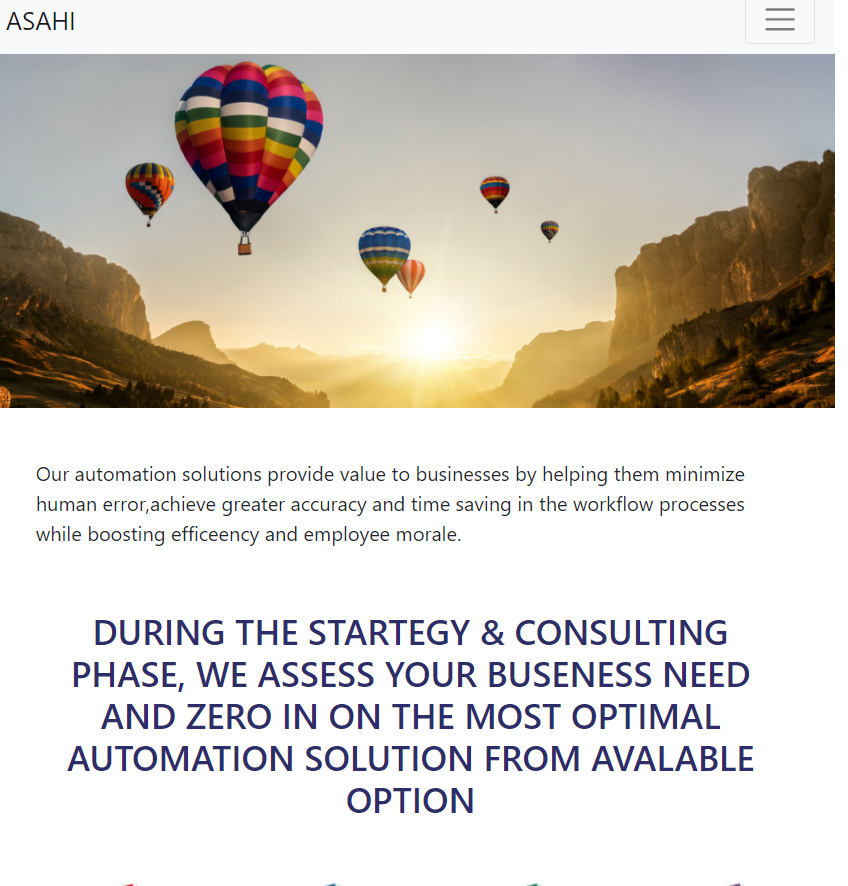 ASAHI
Our automation solutions provide value to businesses by helping them minimize
human error,achieve greater accuracy and time saving in the workflow processes
while boosting efficeency and employee morale.
DURING THE STARTEGY & CONSULTING
PHASE, WE ASSESS YOUR BUSENESS NEED
AND ZERO IN ON THE MOST OPTIMAL
AUTOMATION SOLUTION FROM AVALABLE
OPTION